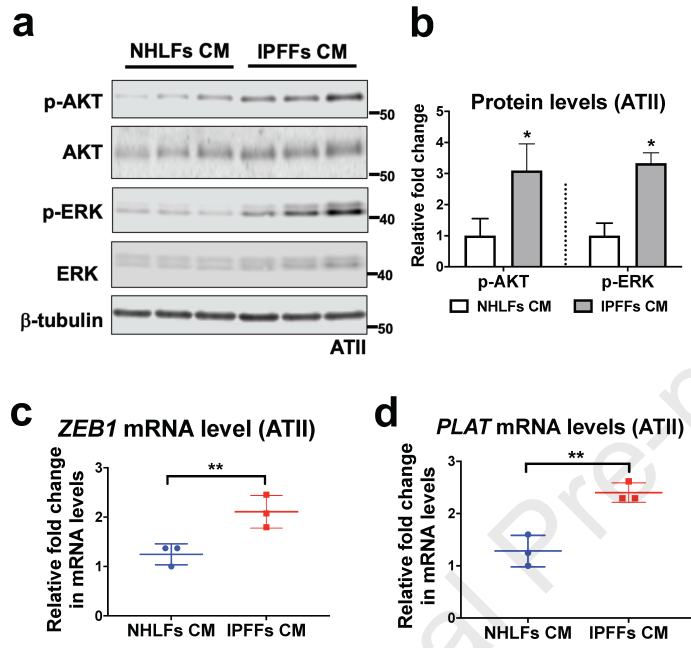 a
NHLFs CM IPFFs CM
p-AKT
50
AKT
50
p-ERK
40
ERK
40
β-tubulin
50
ATII
b
Protein levels (ATII)
Relative fold change
5
4
3
2
1
0
* *
p-AKT p-ERK
NHLFs CM IPFFs CM
c
ZEB1 mRNA level (ATII)
Relative fold change
in mRNA levels
3
2
1
0
**
NHLFs CM IPFFs CM
d
PLAT mRNA levels (ATII)
Relative fold change
in mRNA levels
3
2
1
0
**
NHLFs CM IPFFs CM
al Pre-p